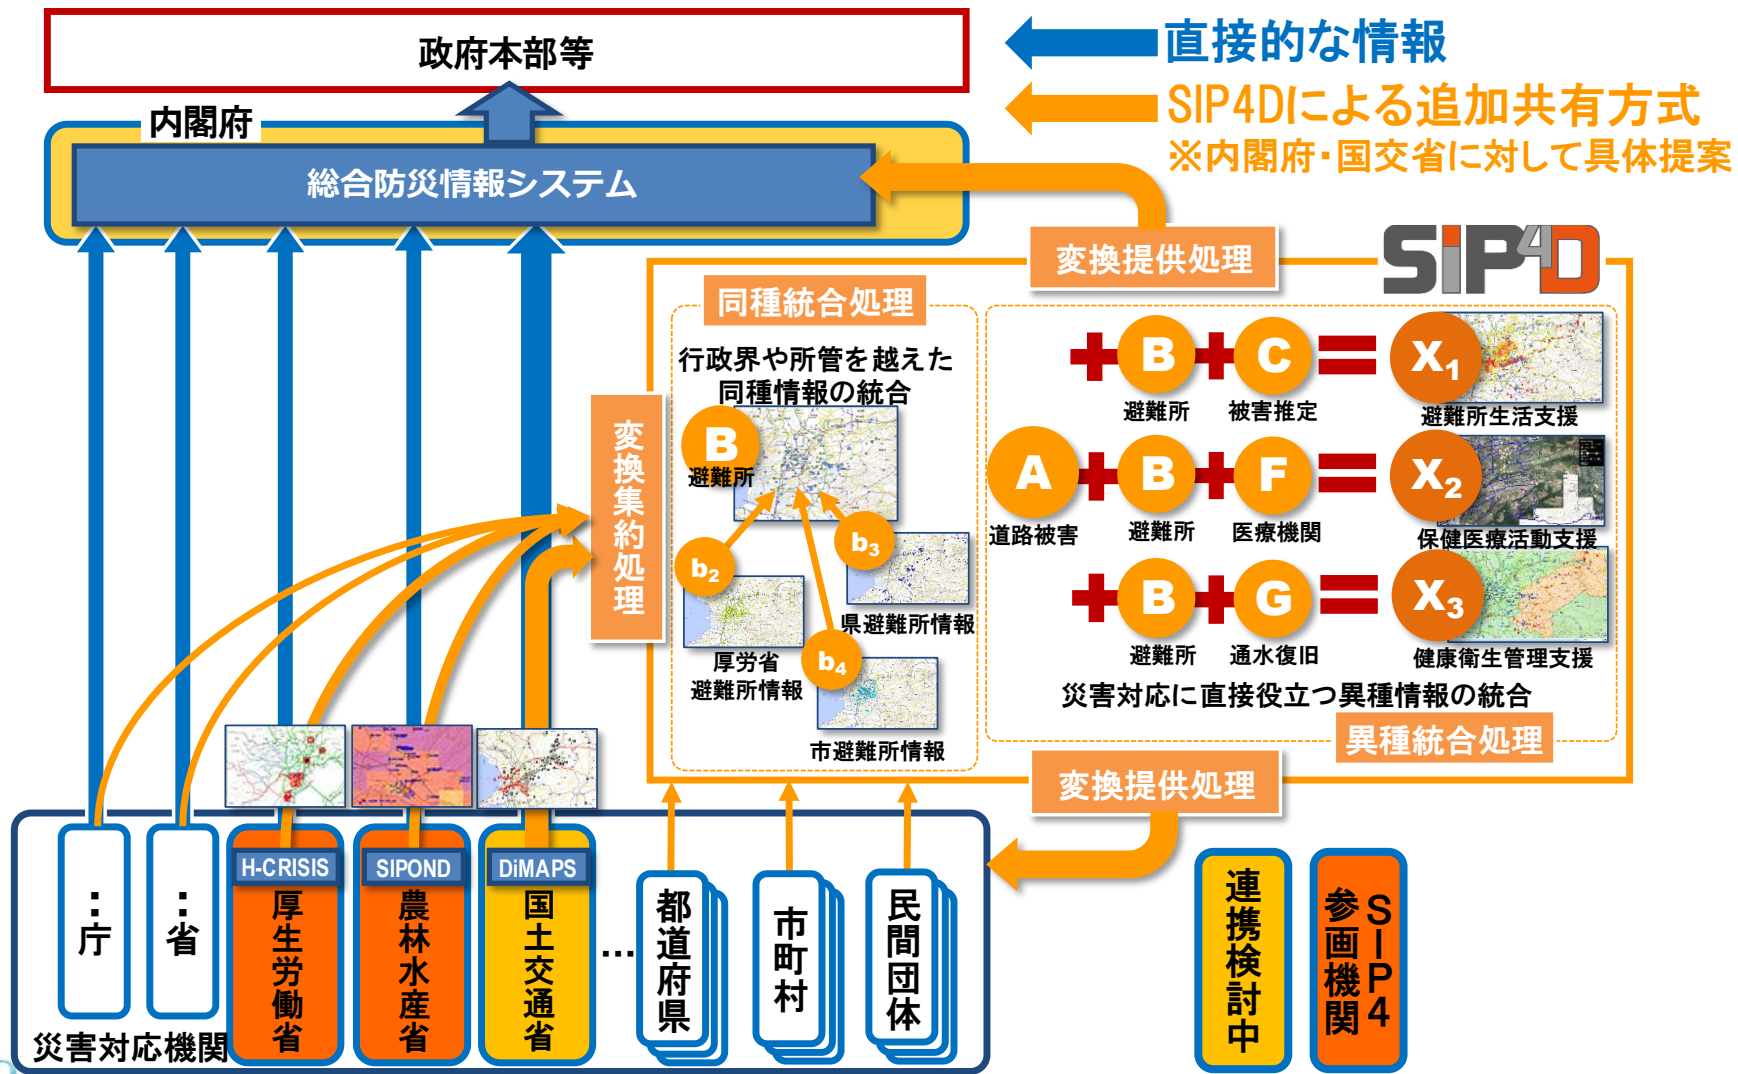 政府本部等
直接的な情報
SIP4Dによる追加共有方式
※内閣府・国交省に対して具体提案
内閣府
総合防災情報システム
変換提供処理
SIP4D
同種統合処理
行政界や所管を越えた
同種情報の統合
B
避難所
b2
b3
b4
県避難所情報
厚労省
避難所情報
市避難所情報
変換集約処理
A
道路被害
B
避難所
C
被害推定
X1
避難所生活支援
B
避難所
F
医療機関
X2
保健医療活動支援
B
避難所
G
通水復旧
X3
健康衛生管理支援
災害対応に直接役立つ異種情報の統合
異種統合処理
変換提供処理
…庁
…省
H-CRISIS
厚生労働省
SIPOND
農林水産省
DiMAPS
国土交通省
…
都道府県
市町村
民間団体
災害対応機関
連携検討中
SIP4
参画機関